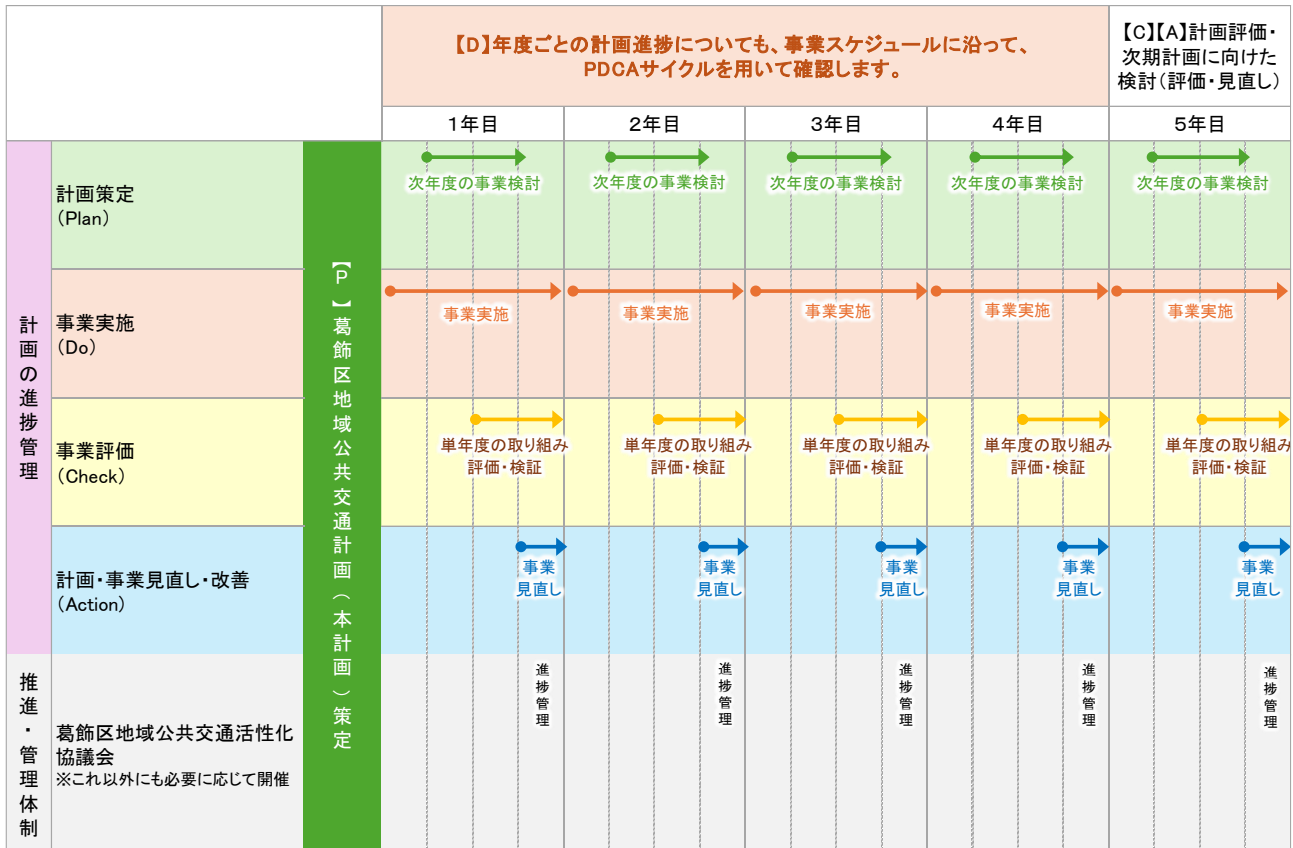 【D】年度ごとの計画進捗についても、事業スケジュールに沿って、
PDCAサイクルを用いて確認します。
【C】【A】計画評価・
次期計画に向けた
検討(評価・見直し)
1年目
2年目
3年目
4年目
5年目
計画の進捗管理
計画策定
(Plan)
【P】葛飾区地域公共交通計画(本計画)策定
次年度の事業検討
次年度の事業検討
次年度の事業検討
次年度の事業検討
次年度の事業検討
事業実施
(Do)
事業実施
事業実施
事業実施
事業実施
事業実施
事業評価
(Check)
単年度の取り組み
評価・検証
単年度の取り組み
評価・検証
単年度の取り組み
評価・検証
単年度の取り組み
評価・検証
単年度の取り組み
評価・検証
計画・事業見直し・改善
(Action)
事業
見直し
事業
見直し
事業
見直し
事業
見直し
事業
見直し
推進・管理体制
葛飾区地域公共交通活性化
協議会
※これ以外にも必要に応じて開催
進捗管理
進捗管理
進捗管理
進捗管理
進捗管理